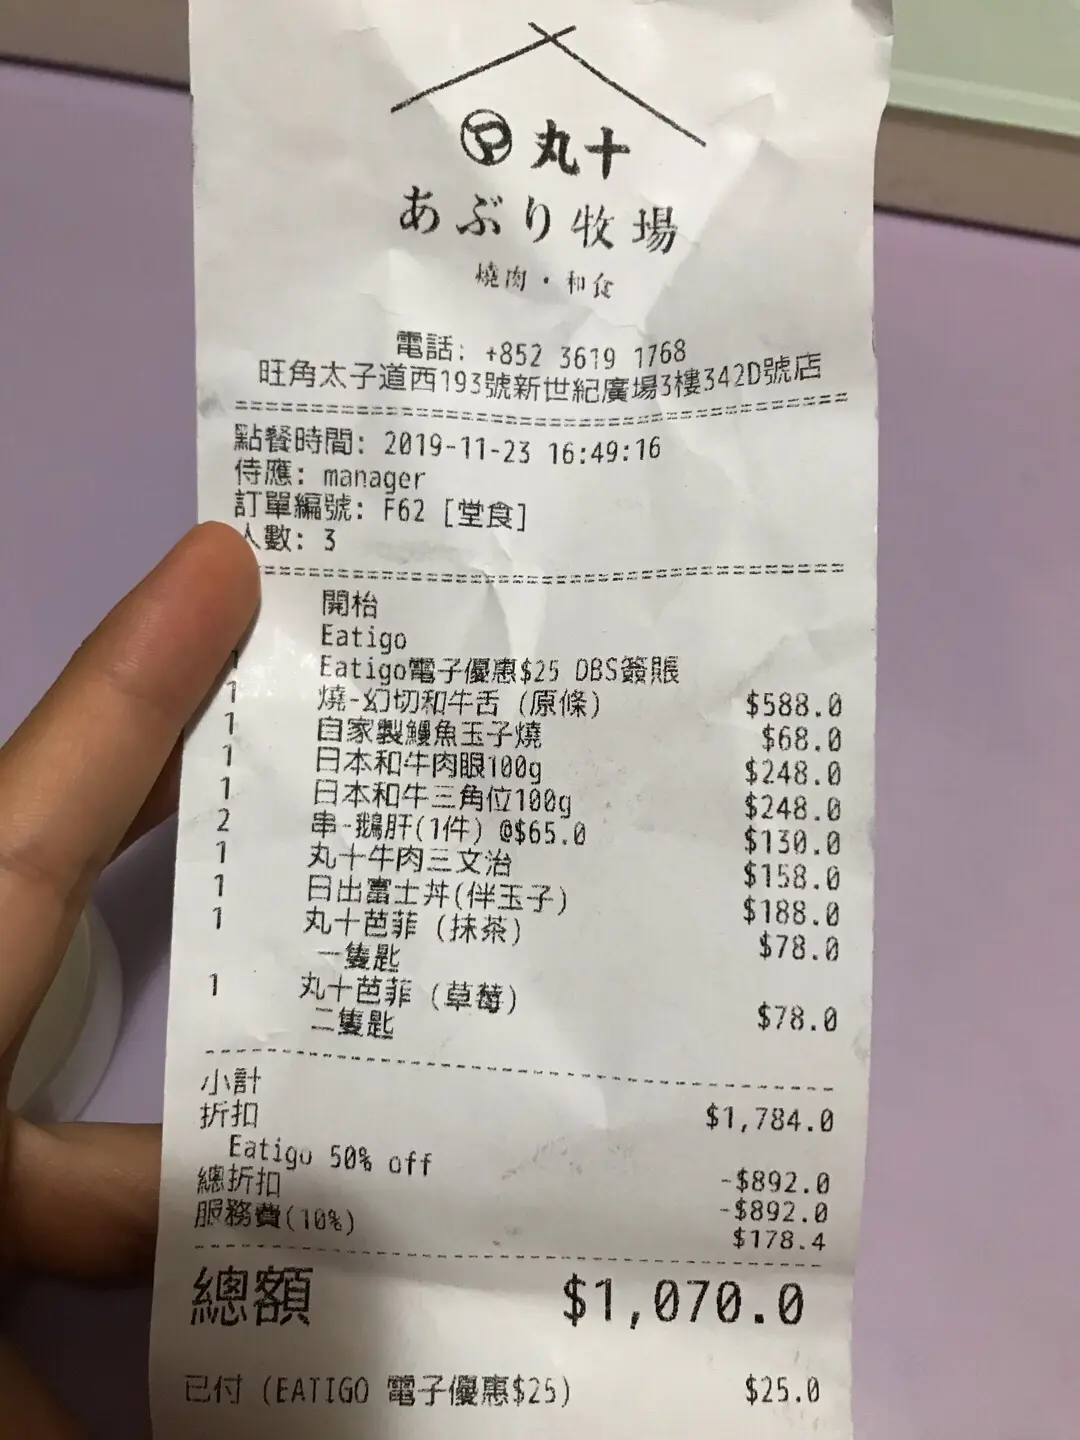 丸十
あぶり牧場
燒肉・和食
電話: +852 3619 1768
旺角太子道西193號新世紀廣場3樓342D號店
點餐時間: 2019-11-23 16:49:16
侍應: manager
訂單編號: F62 [堂食]
人數: 3
開枱
Eatigo
1 Eatigo電子優惠$25 DBS簽賬
1 燒-幻切和牛舌 (原條) $588.0
1 自家製鰻魚玉子燒 $68.0
1 日本和牛肉眼100g $248.0
1 日本和牛三角位100g $248.0
2 串-鵝肝(1件) @$65.0 $130.0
1 丸十牛肉三文治 $158.0
1 日出富士丼(伴玉子) $188.0
1 丸十芭菲 (抹茶) $78.0
一隻匙
1 丸十芭菲 (草莓) $78.0
二隻匙
小計 $1,784.0
折扣
Eatigo 50% off -$892.0
總折扣 -$892.0
服務費(10%) $178.4
總額 $1,070.0
已付 (EATIGO 電子優惠$25) $25.0